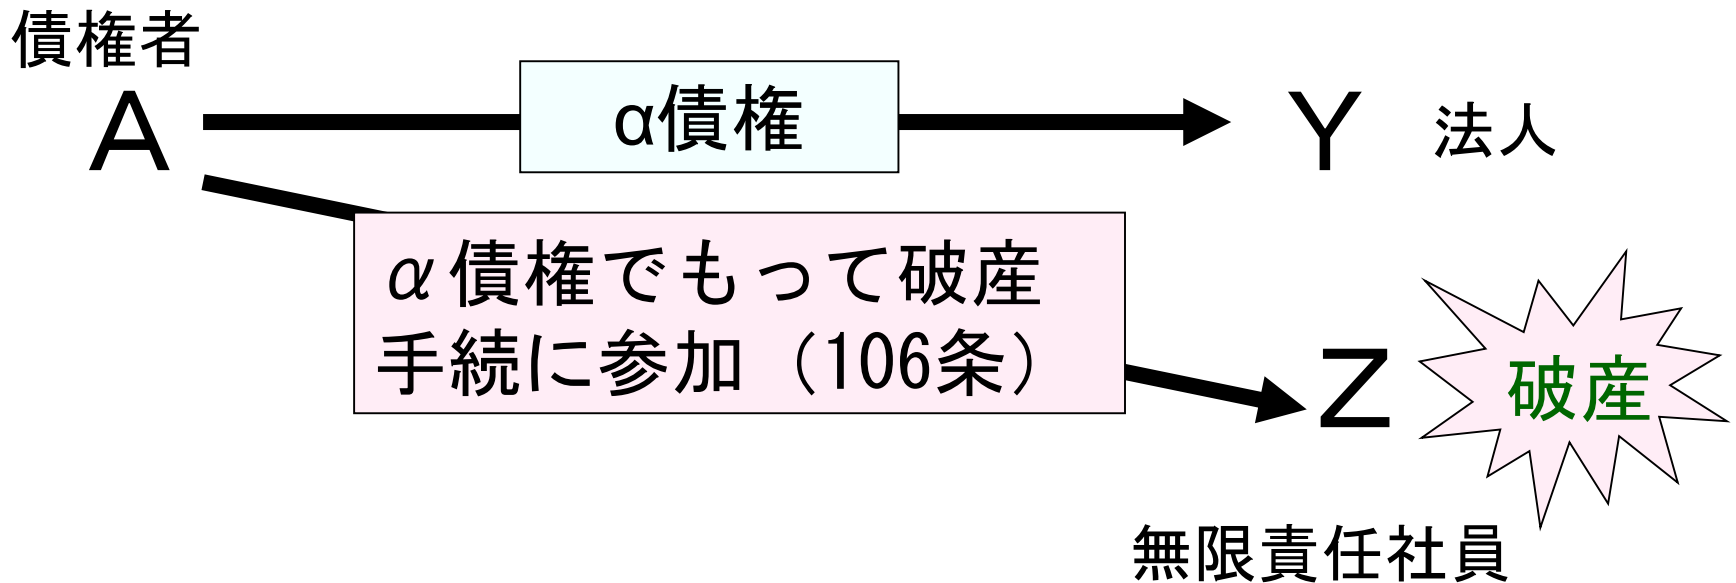 債権者
A
α債権
Y
法人
α債権でもって破産
手続に参加（106条）
Z
破産
無限責任社員